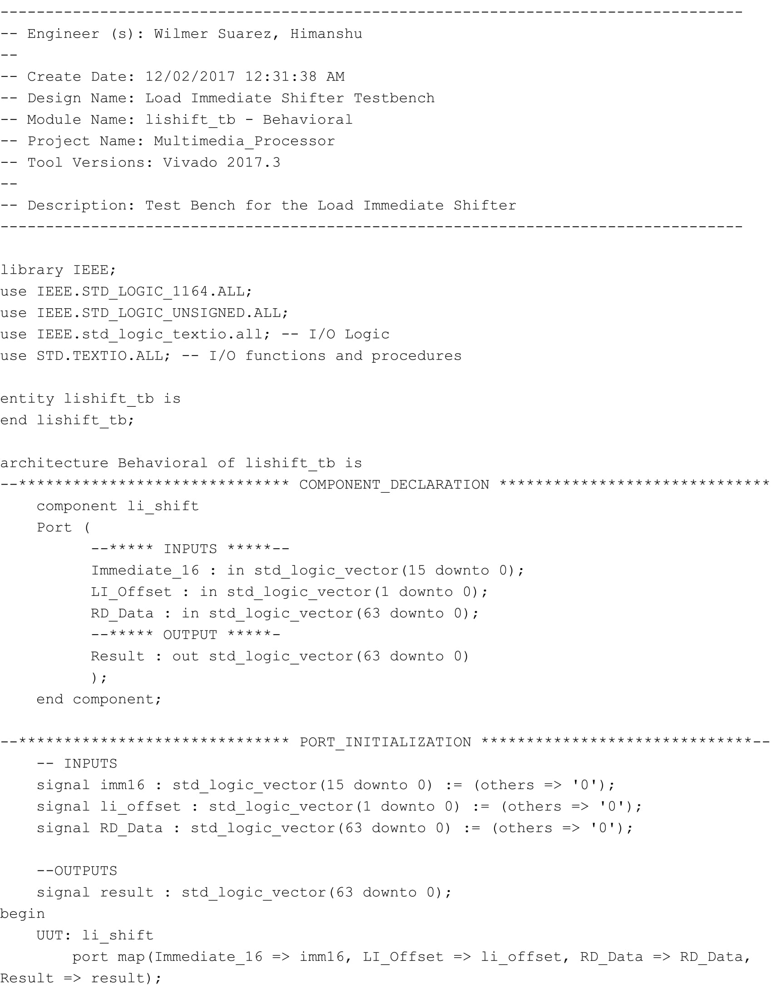 ----------------------------------------------------------------------------------
-- Engineer (s): Wilmer Suarez, Himanshu
--
-- Create Date: 12/02/2017 12:31:38 AM
-- Design Name: Load Immediate Shifter Testbench
-- Module Name: lishift_tb - Behavioral
-- Project Name: Multimedia_Processor
-- Tool Versions: Vivado 2017.3
--
-- Description: Test Bench for the Load Immediate Shifter
----------------------------------------------------------------------------------

library IEEE;
use IEEE.STD_LOGIC_1164.ALL;
use IEEE.STD_LOGIC_UNSIGNED.ALL;
use IEEE.std_logic_textio.all; -- I/O Logic
use STD.TEXTIO.ALL; -- I/O functions and procedures

entity lishift_tb is
end lishift_tb;

architecture Behavioral of lishift_tb is
--******************************* COMPONENT_DECLARATION ******************************
    component li_shift
    Port (
          --***** INPUTS *****--
          Immediate_16 : in std_logic_vector(15 downto 0);
          LI_Offset : in std_logic_vector(1 downto 0);
          RD_Data : in std_logic_vector(63 downto 0);
          --***** OUTPUT *****-
          Result : out std_logic_vector(63 downto 0)
          );
    end component;

--******************************* PORT_INITIALIZATION ******************************--
    -- INPUTS
    signal imm16 : std_logic_vector(15 downto 0) := (others => '0');
    signal li_offset : std_logic_vector(1 downto 0) := (others => '0');
    signal RD_Data : std_logic_vector(63 downto 0) := (others => '0');

    --OUTPUTS
    signal result : std_logic_vector(63 downto 0);
begin
    UUT: li_shift
        port map(Immediate_16 => imm16, LI_Offset => li_offset, RD_Data => RD_Data,
Result => result);